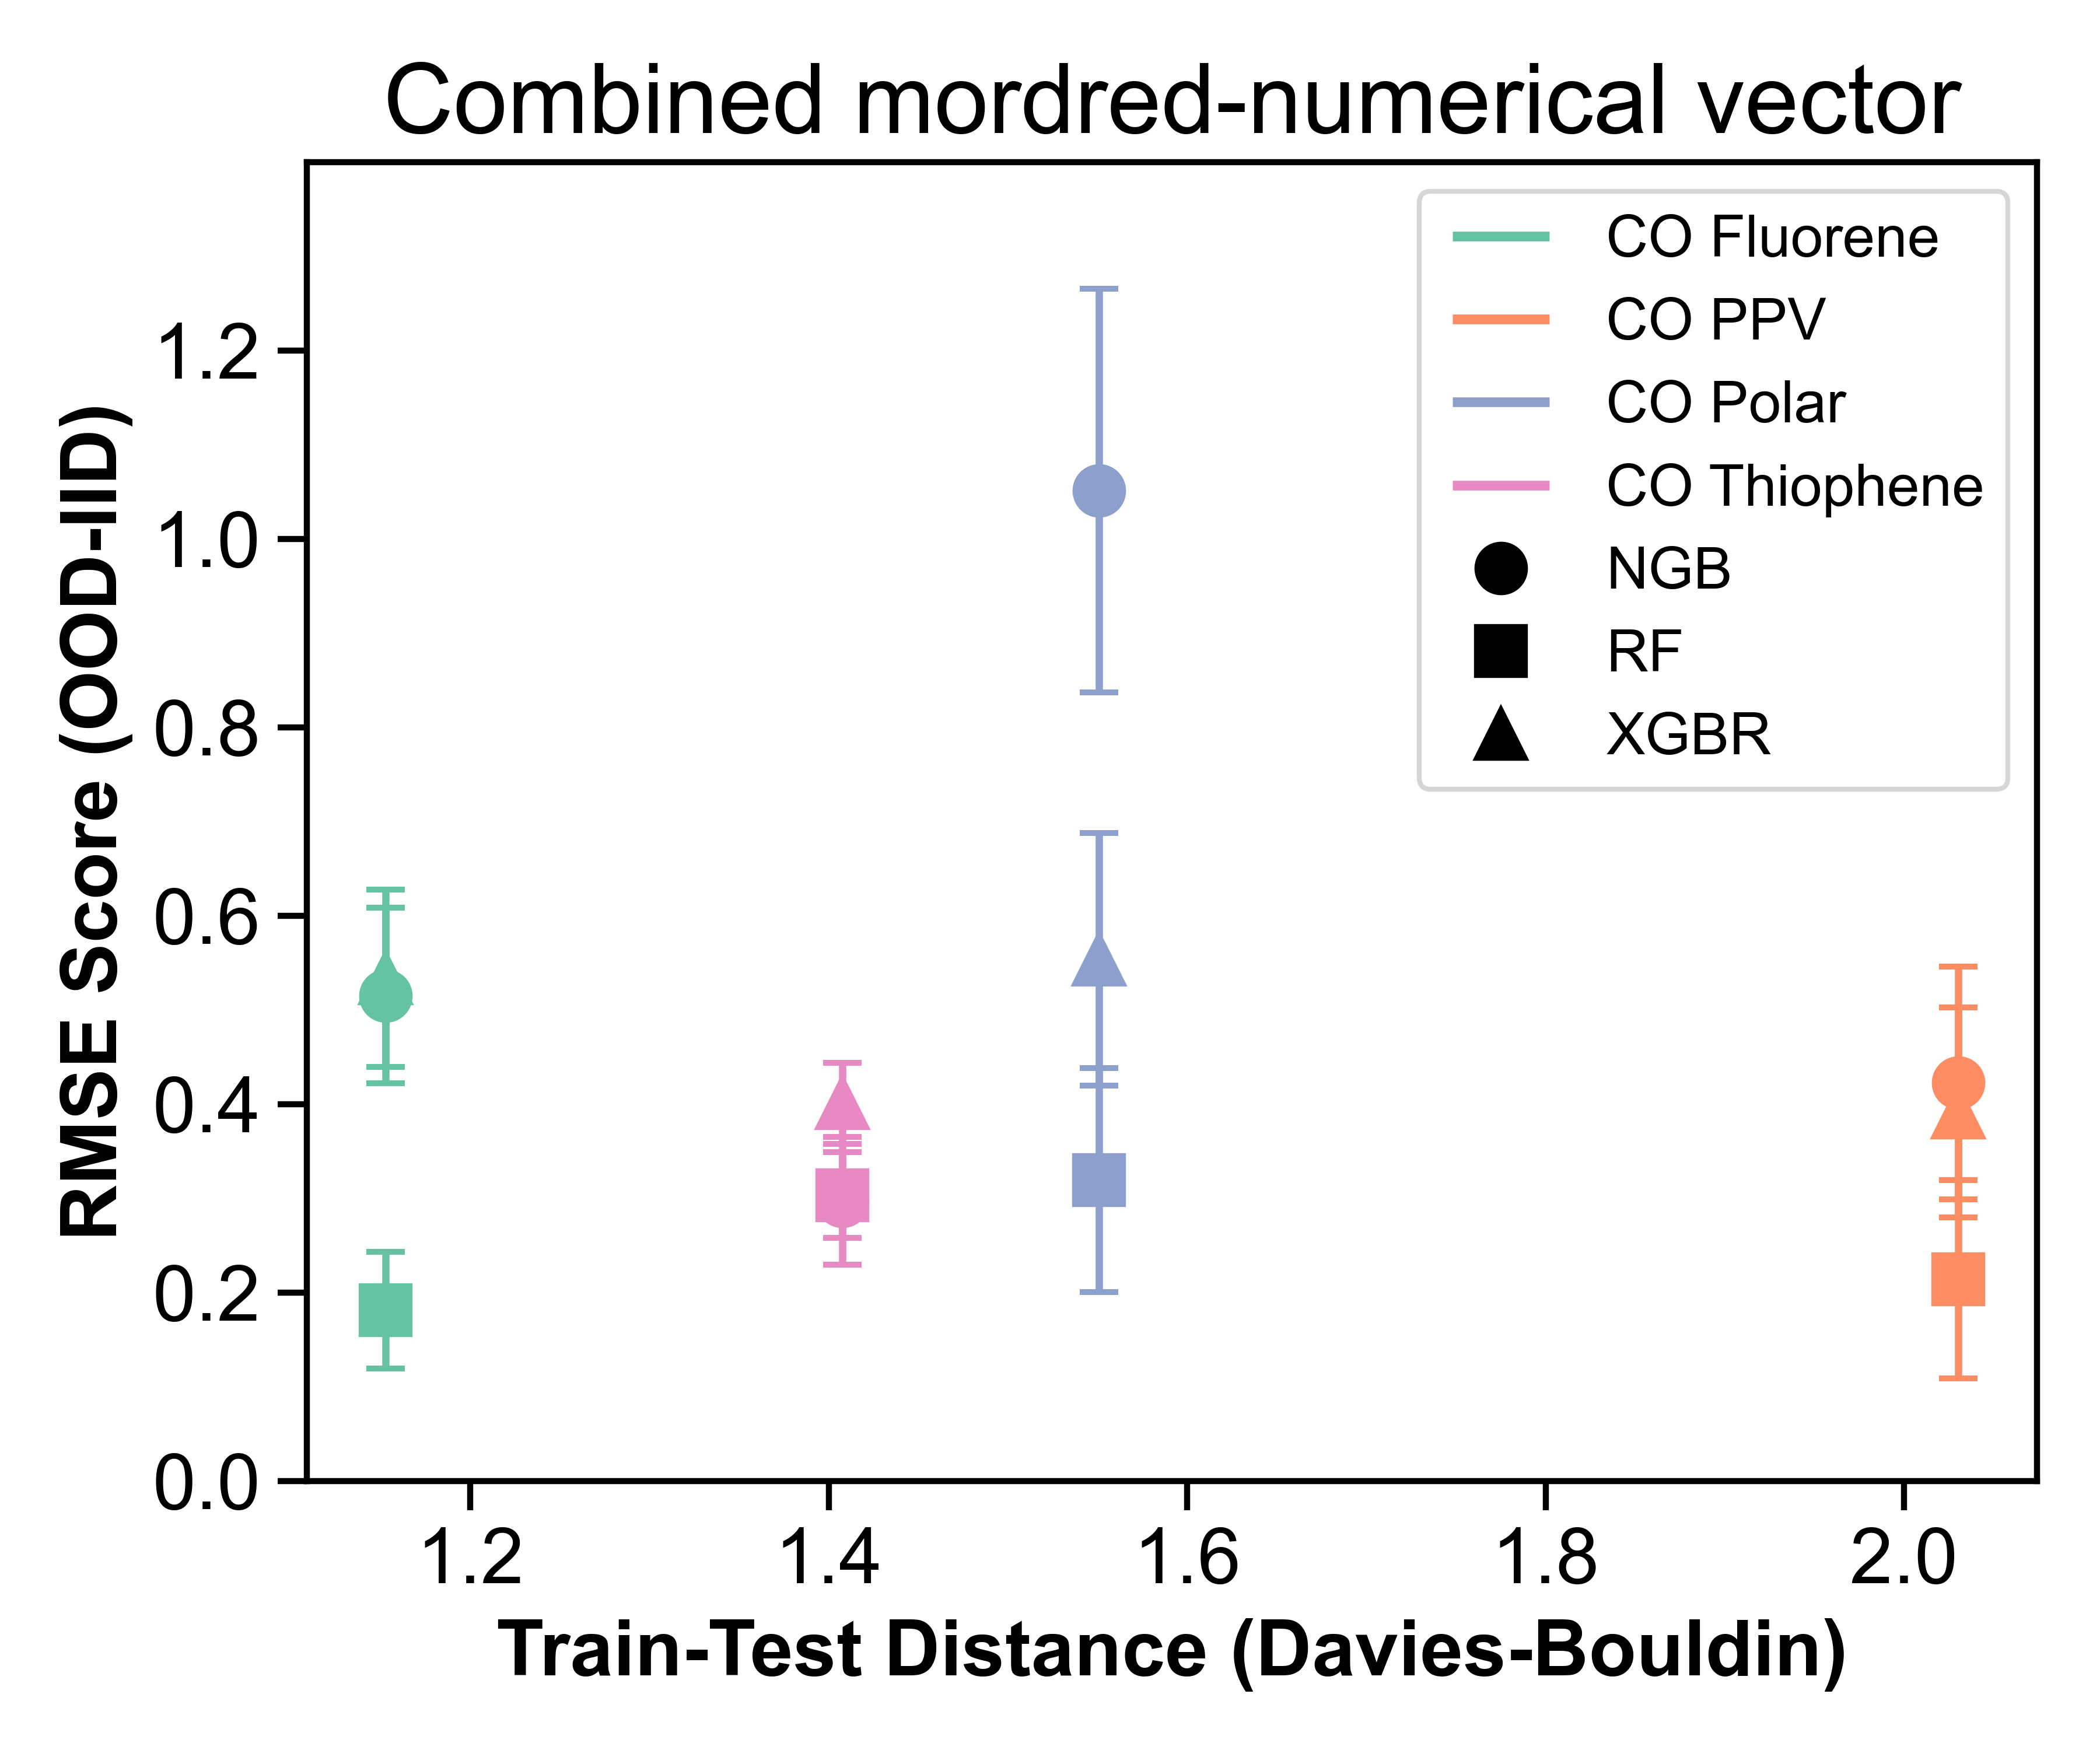 Combined mordred-numerical vector
RMSE Score (OOD-IID)
1.2
1.0
0.8
0.6
0.4
0.2
0.0
CO Fluorene
CO PPV
CO Polar
CO Thiophene
NGB
RF
XGBR
1.2 1.4 1.6 1.8 2.0
Train-Test Distance (Davies-Bouldin)